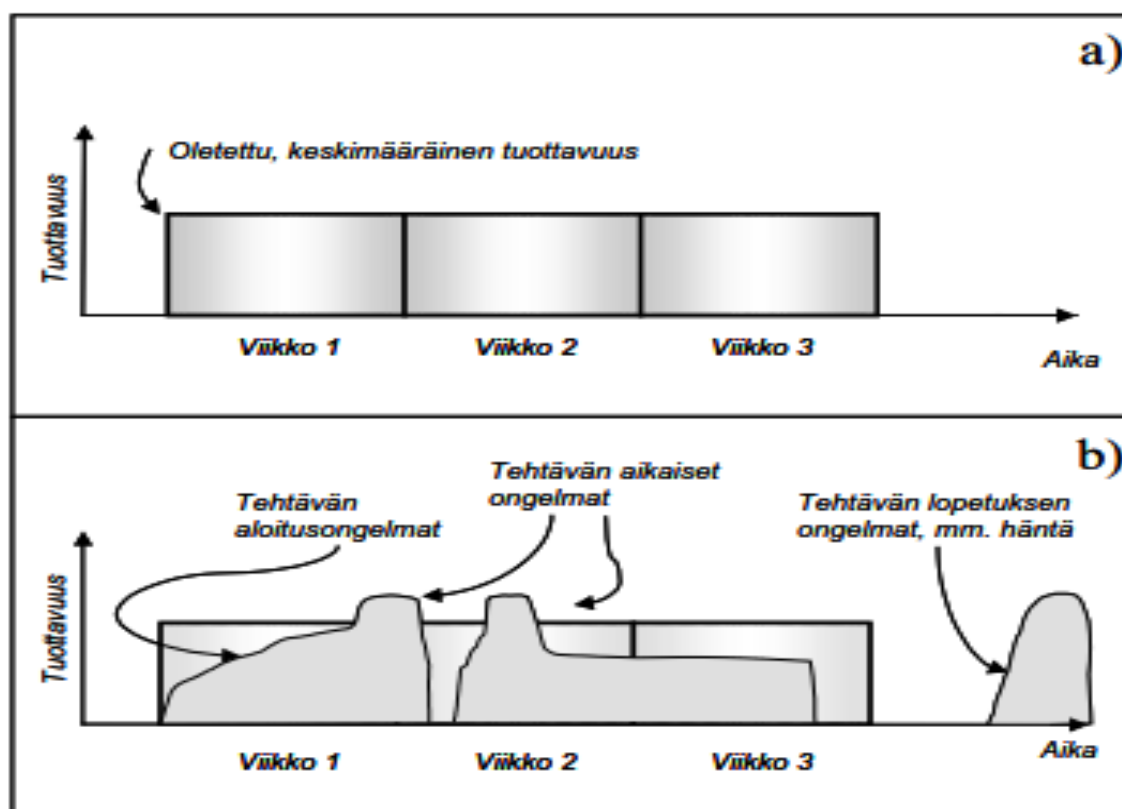 a)
Oletettu, keskimääräinen tuottavuus
Tuottavuus
Viikko 1
Viikko 2
Viikko 3
Aika
b)
Tehtävän
aloitusongelmat
Tehtävän aikaiset
ongelmat
Tehtävän lopetuksen
ongelmat, mm. häntä
Tuottavuus
Viikko 1
Viikko 2
Viikko 3
Aika